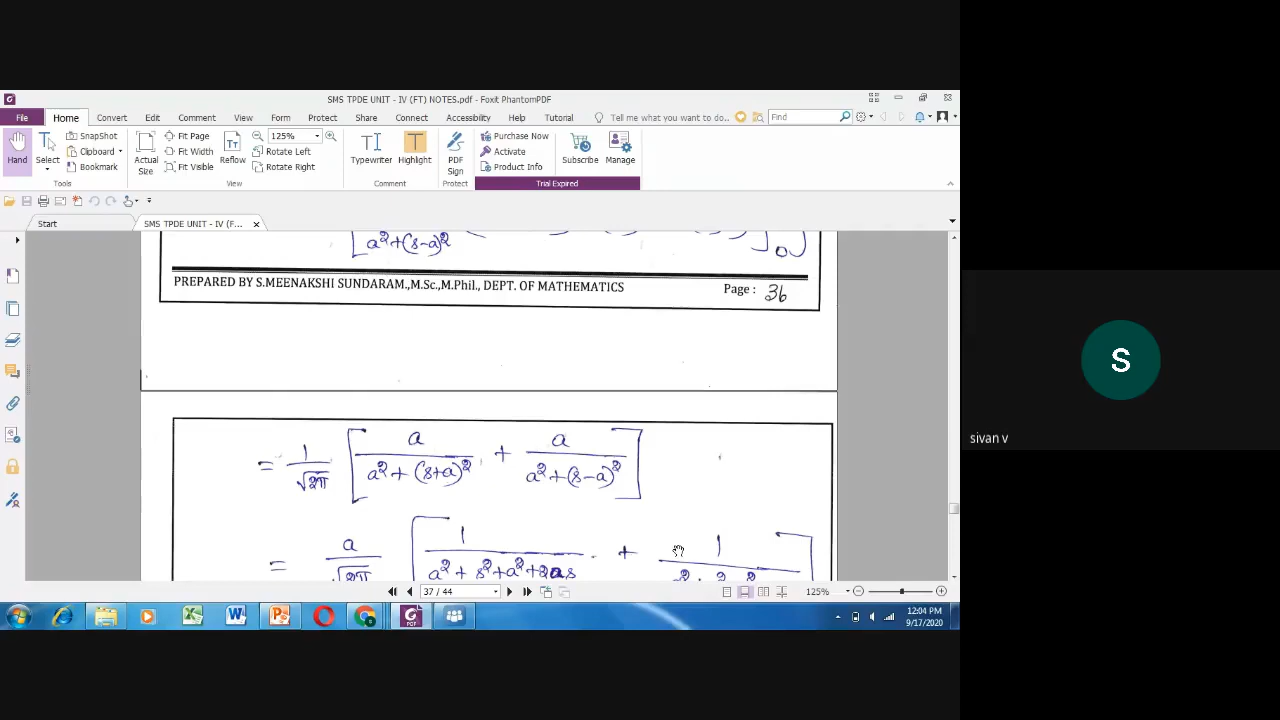 SMS TPDE UNIT - IV (FT) NOTES.pdf - Foxit PhantomPDF
File Home Convert Edit Comment View Form Protect Share Connect Accessibility Help Tutorial Tell me what you want to do... Find
Hand
Select
SnapShot
Clipboard
Bookmark
Actual Size
Fit Page
Fit Width
Fit Visible
Reflow
125%
Rotate Left
Rotate Right
Typewriter
Highlight
PDF Sign
Purchase Now
Activate
Product Info
Subscribe
Manage
Tools View Comment Protect Trial Expired
Start SMS TPDE UNIT - IV (F...
a²+(s-a)²
PREPARED BY S.MEENAKSHI SUNDARAM.,M.Sc.,M.Phil., DEPT. OF MATHEMATICS Page : 36
= 1/√2π [ a/(a²+(s+a)²) + a/(a²+(s-a)²) ]
= a/√2π [ 1/(a²+s²+a²+2as) + 1/
37 / 44 125%
12:04 PM
9/17/2020
S
sivan v